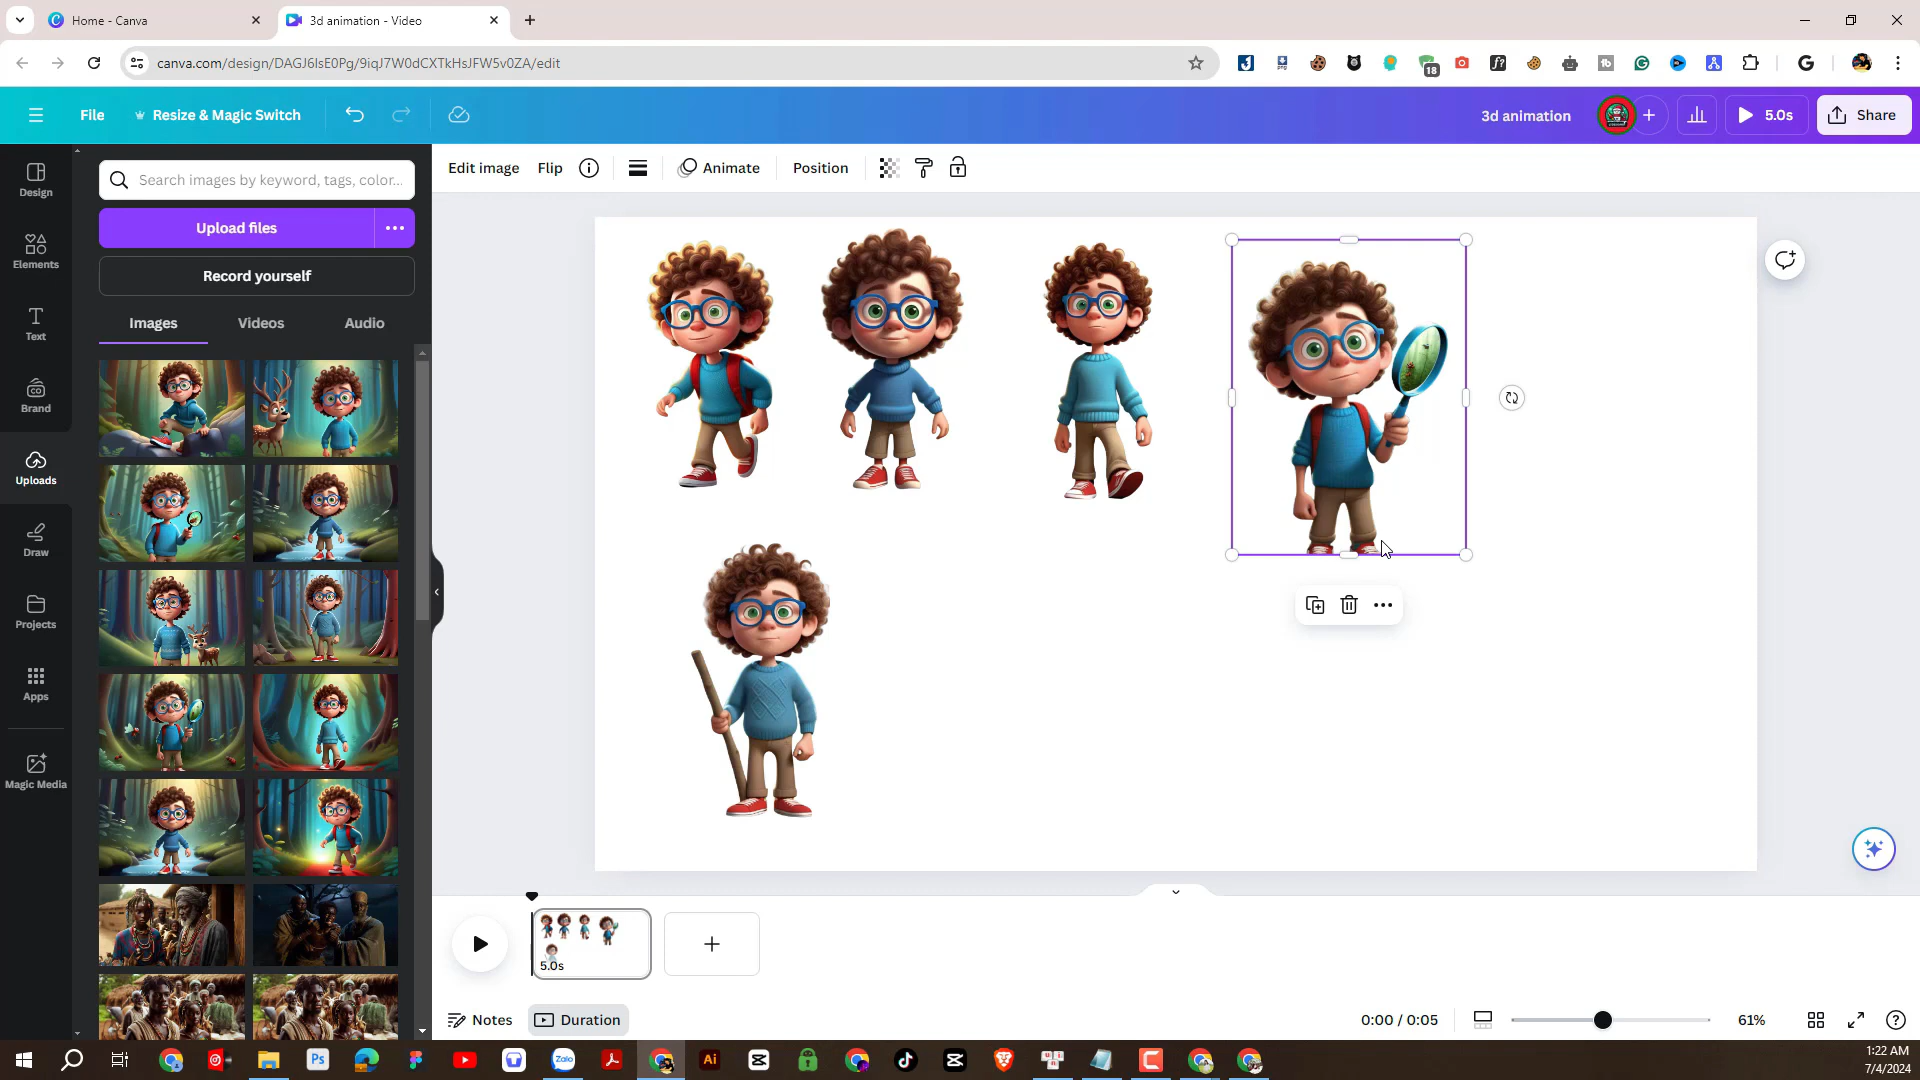 Home - Canva
3d animation - Video
canva.com/design/DAGJ6IsE0Pg/9iqJ7W0dCXTkHsJFW5v0ZA/edit
18
File
Resize & Magic Switch
3d animation
5.0s
Share
Design
Elements
Text
Brand
Uploads
Draw
Projects
Apps
Magic Media
Search images by keyword, tags, color...
Upload files
Record yourself
Images
Videos
Audio
Edit image
Flip
Animate
Position
5.0s
Notes
Duration
0:00 / 0:05
61%
1:22 AM
7/4/2024